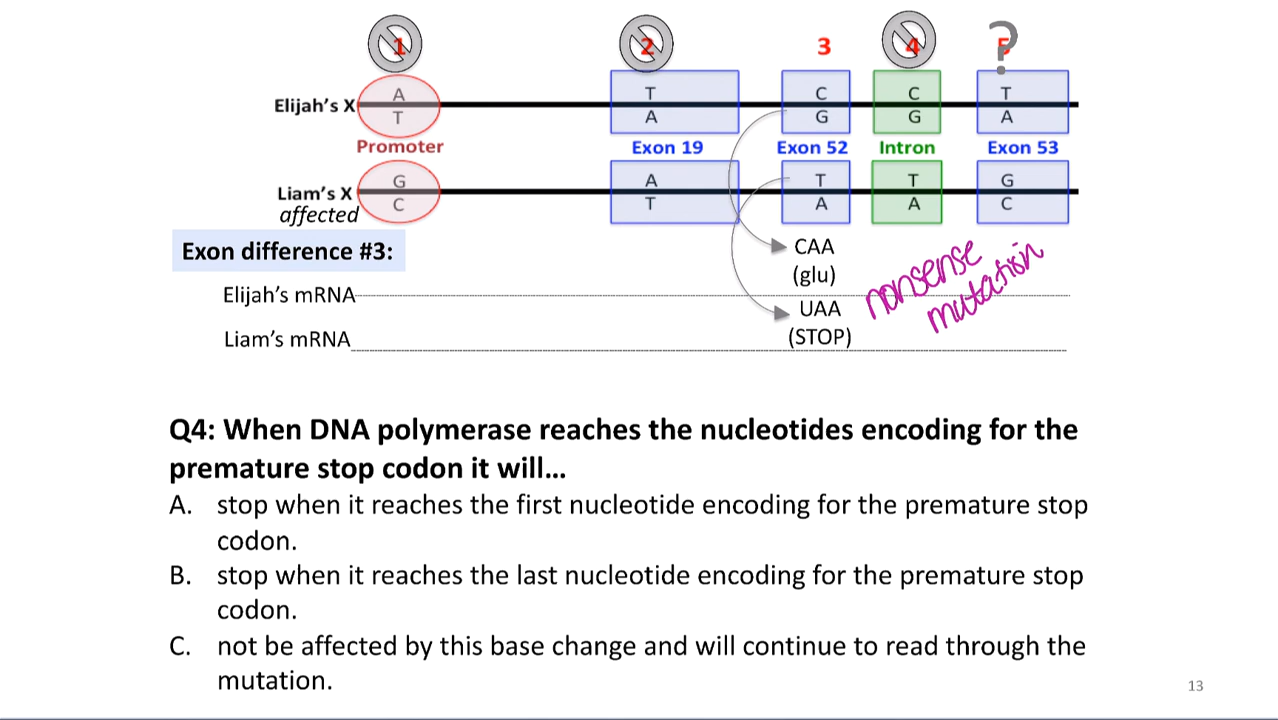 1 2 3 4 5
Elijah's X A T C C T
T A G G A
Promoter Exon 19 Exon 52 Intron Exon 53
Liam's X G A T T G
affected C T A A C
Exon difference #3:
CAA
(glu)
Elijah's mRNA
UAA
Liam's mRNA (STOP)
nonsense
mutation
Q4: When DNA polymerase reaches the nucleotides encoding for the
premature stop codon it will…
A. stop when it reaches the first nucleotide encoding for the premature stop
codon.
B. stop when it reaches the last nucleotide encoding for the premature stop
codon.
C. not be affected by this base change and will continue to read through the
mutation.
?
13